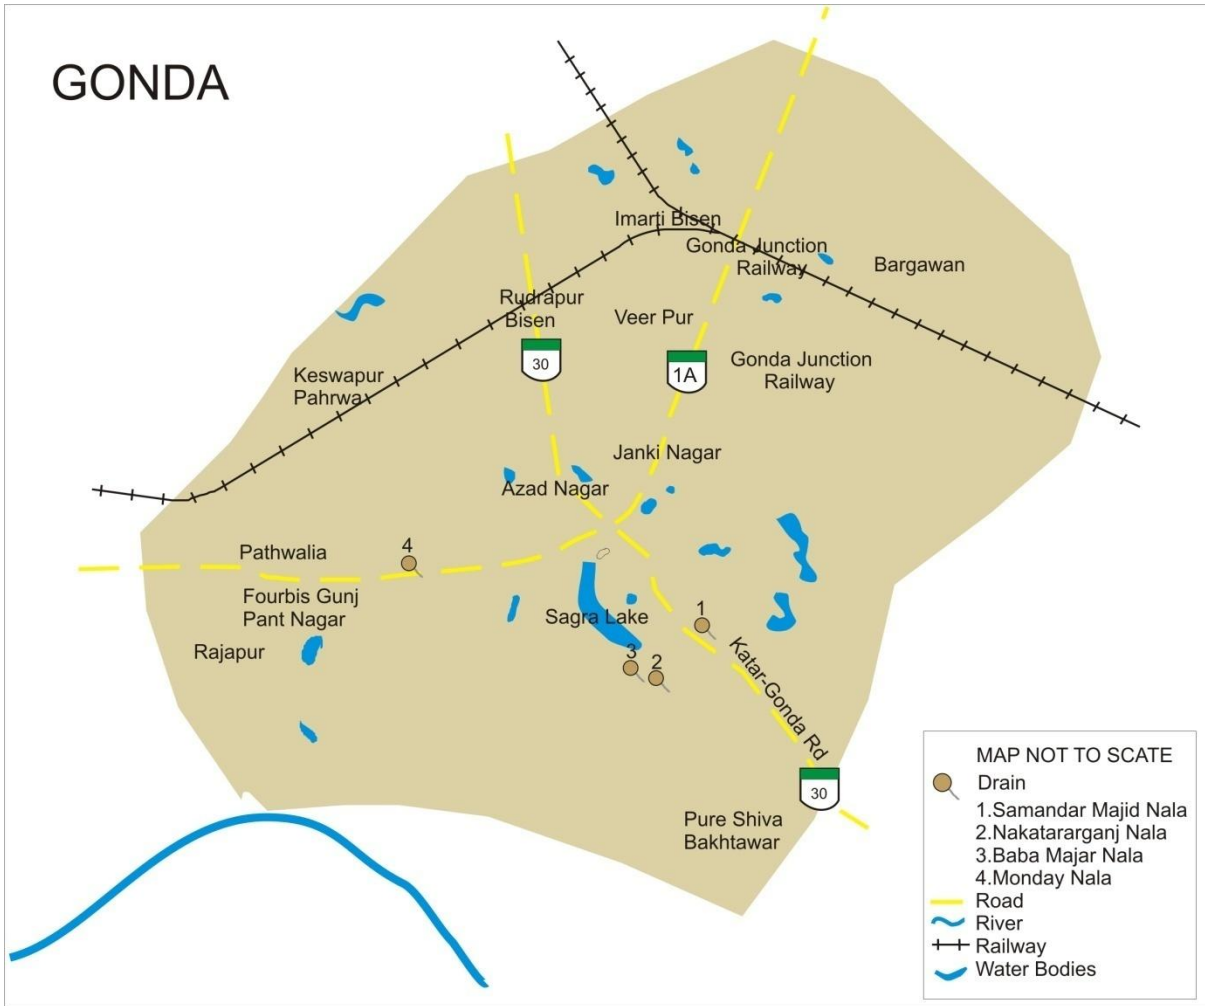 GONDA
Imarti Bisen
Gonda Junction
Railway
Bargawan
Rudrapur
Bisen
Veer Pur
30
1A
Gonda Junction
Railway
Keswapur
Pahrwa
Janki Nagar
Azad Nagar
Pathwalia
4
Fourbis Gunj
Pant Nagar
Sagra Lake
1
Rajapur
3
2
Katar-Gonda Rd
30
Pure Shiva
Bakhtawar
MAP NOT TO SCATE
Drain
1.Samandar Majid Nala
2.Nakatararganj Nala
3.Baba Majar Nala
4.Monday Nala
Road
River
Railway
Water Bodies